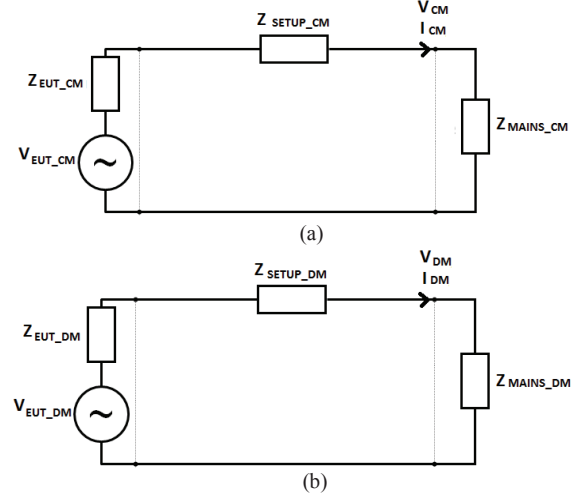 V CM
I CM
Z SETUP_CM
Z EUT_CM
V EUT_CM
~
Z MAINS_CM
(a)
V DM
I DM
Z SETUP_DM
Z EUT_DM
V EUT_DM
~
Z MAINS_DM
(b)